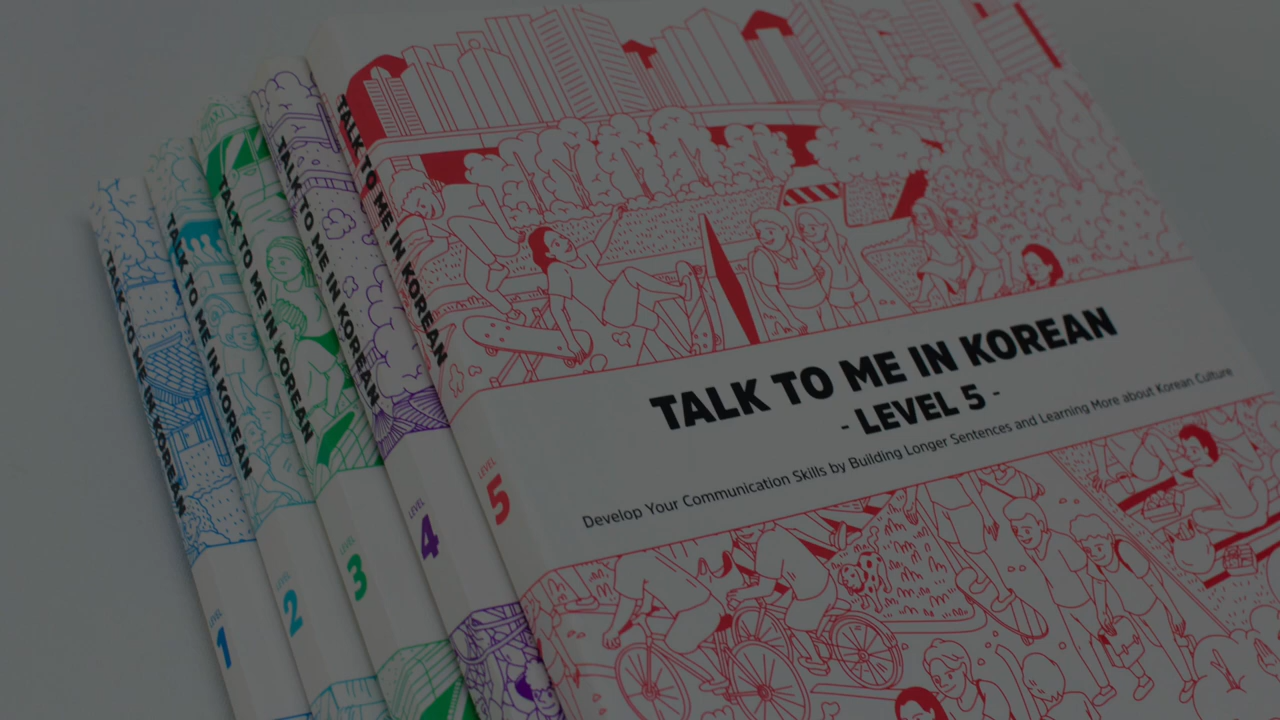 TALK TO ME IN KOREAN
LEVEL
1
TALK TO ME IN KOREAN
LEVEL
2
TALK TO ME IN KOREAN
LEVEL
3
TALK TO ME IN KOREAN
LEVEL
4
TALK TO ME IN KOREAN
LEVEL
5
TALK TO ME IN KOREAN
- LEVEL 5 -
Develop Your Communication Skills by Building Longer Sentences and Learning More about Korean Culture